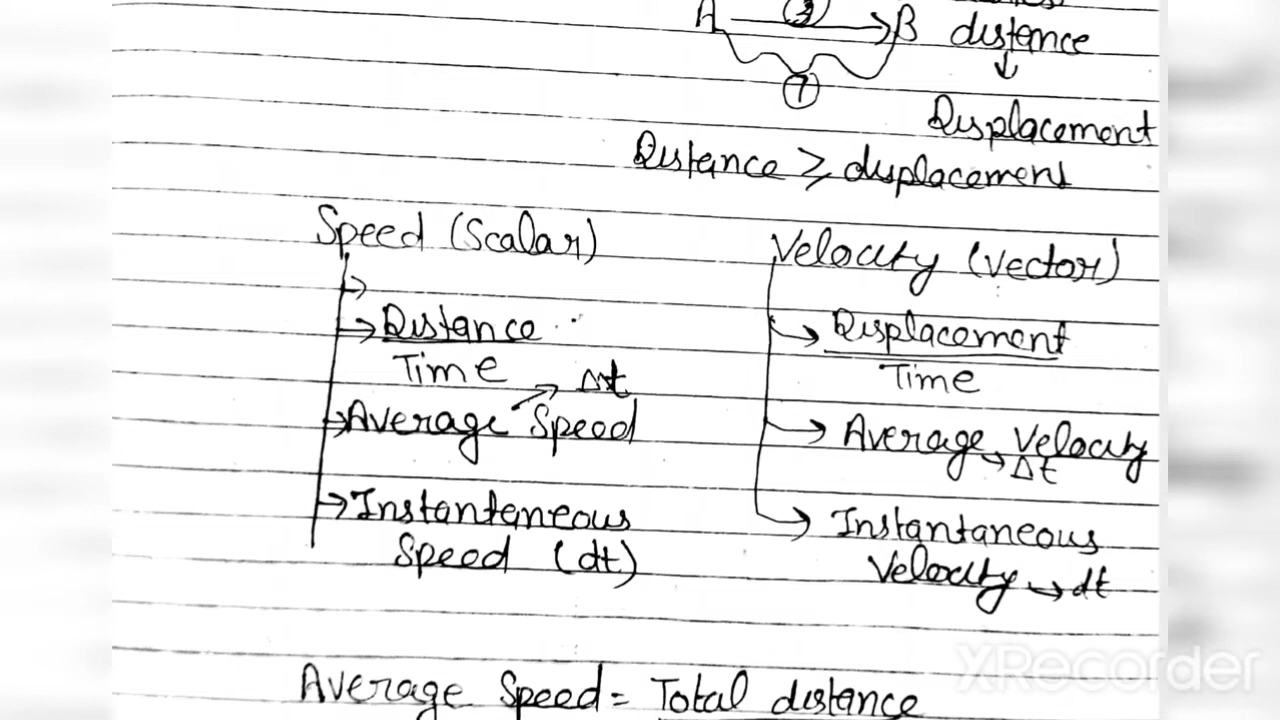 A 3 B distance
7
Displacement
Distance ≥ displacement
Speed (Scalar)
Distance
Time
Δt
Average Speed
Instanteneous
Speed (dt)
Velocity (Vector)
Displacement
Time
Average Velocity
Δt
Instantaneous
Velocity → dt
Average Speed = Total distance
XRecorder